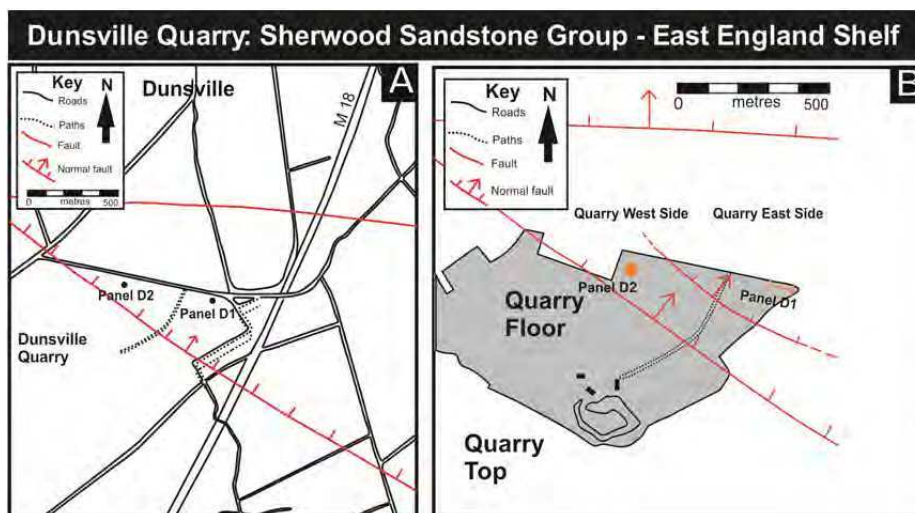 Dunsville Quarry: Sherwood Sandstone Group - East England Shelf
A
Key
N
Roads
Paths
Fault
Normal fault
metres
0 500
Dunsville
M 18
Panel D2
Panel D1
Dunsville
Quarry
B
Key
N
Roads
Paths
Fault
Normal fault
0 metres 500
Quarry West Side
Quarry East Side
Panel D2
Panel D1
Quarry
Floor
Quarry
Top